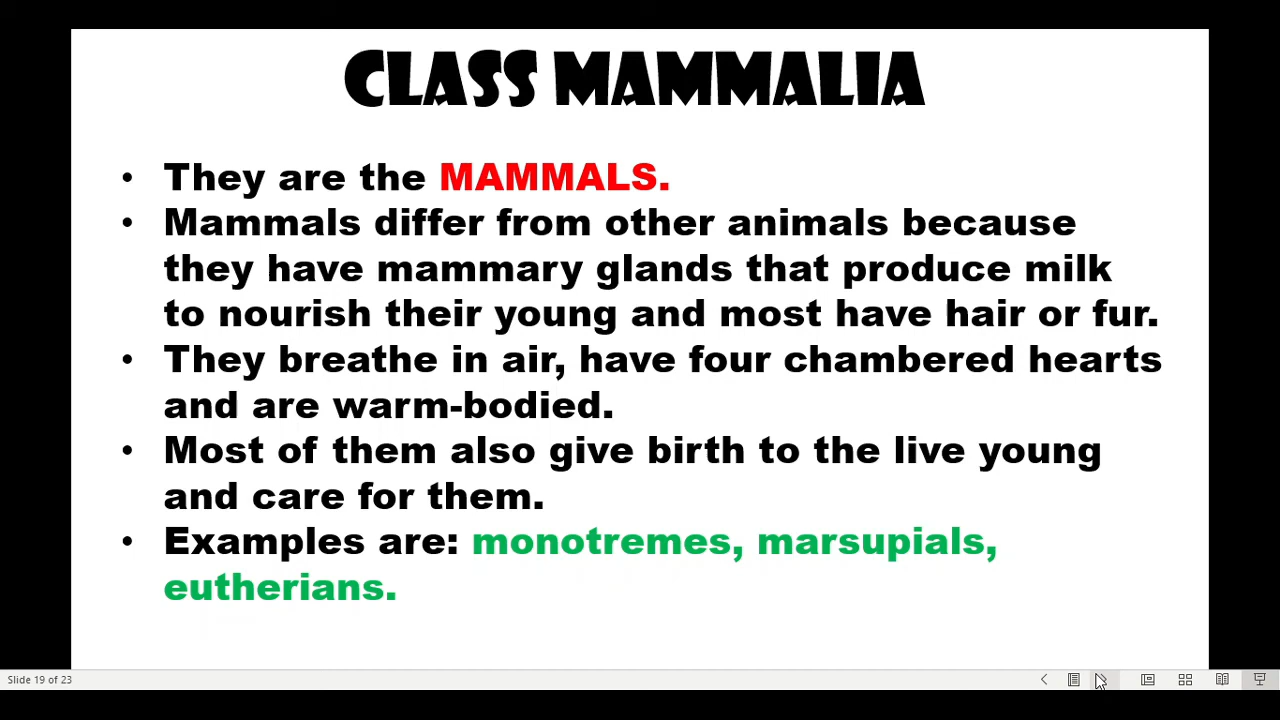 CLASS MAMMALIA
• They are the MAMMALS.
• Mammals differ from other animals because
they have mammary glands that produce milk
to nourish their young and most have hair or fur.
• They breathe in air, have four chambered hearts
and are warm-bodied.
• Most of them also give birth to the live young
and care for them.
• Examples are: monotremes, marsupials,
eutherians.
Slide 19 of 23